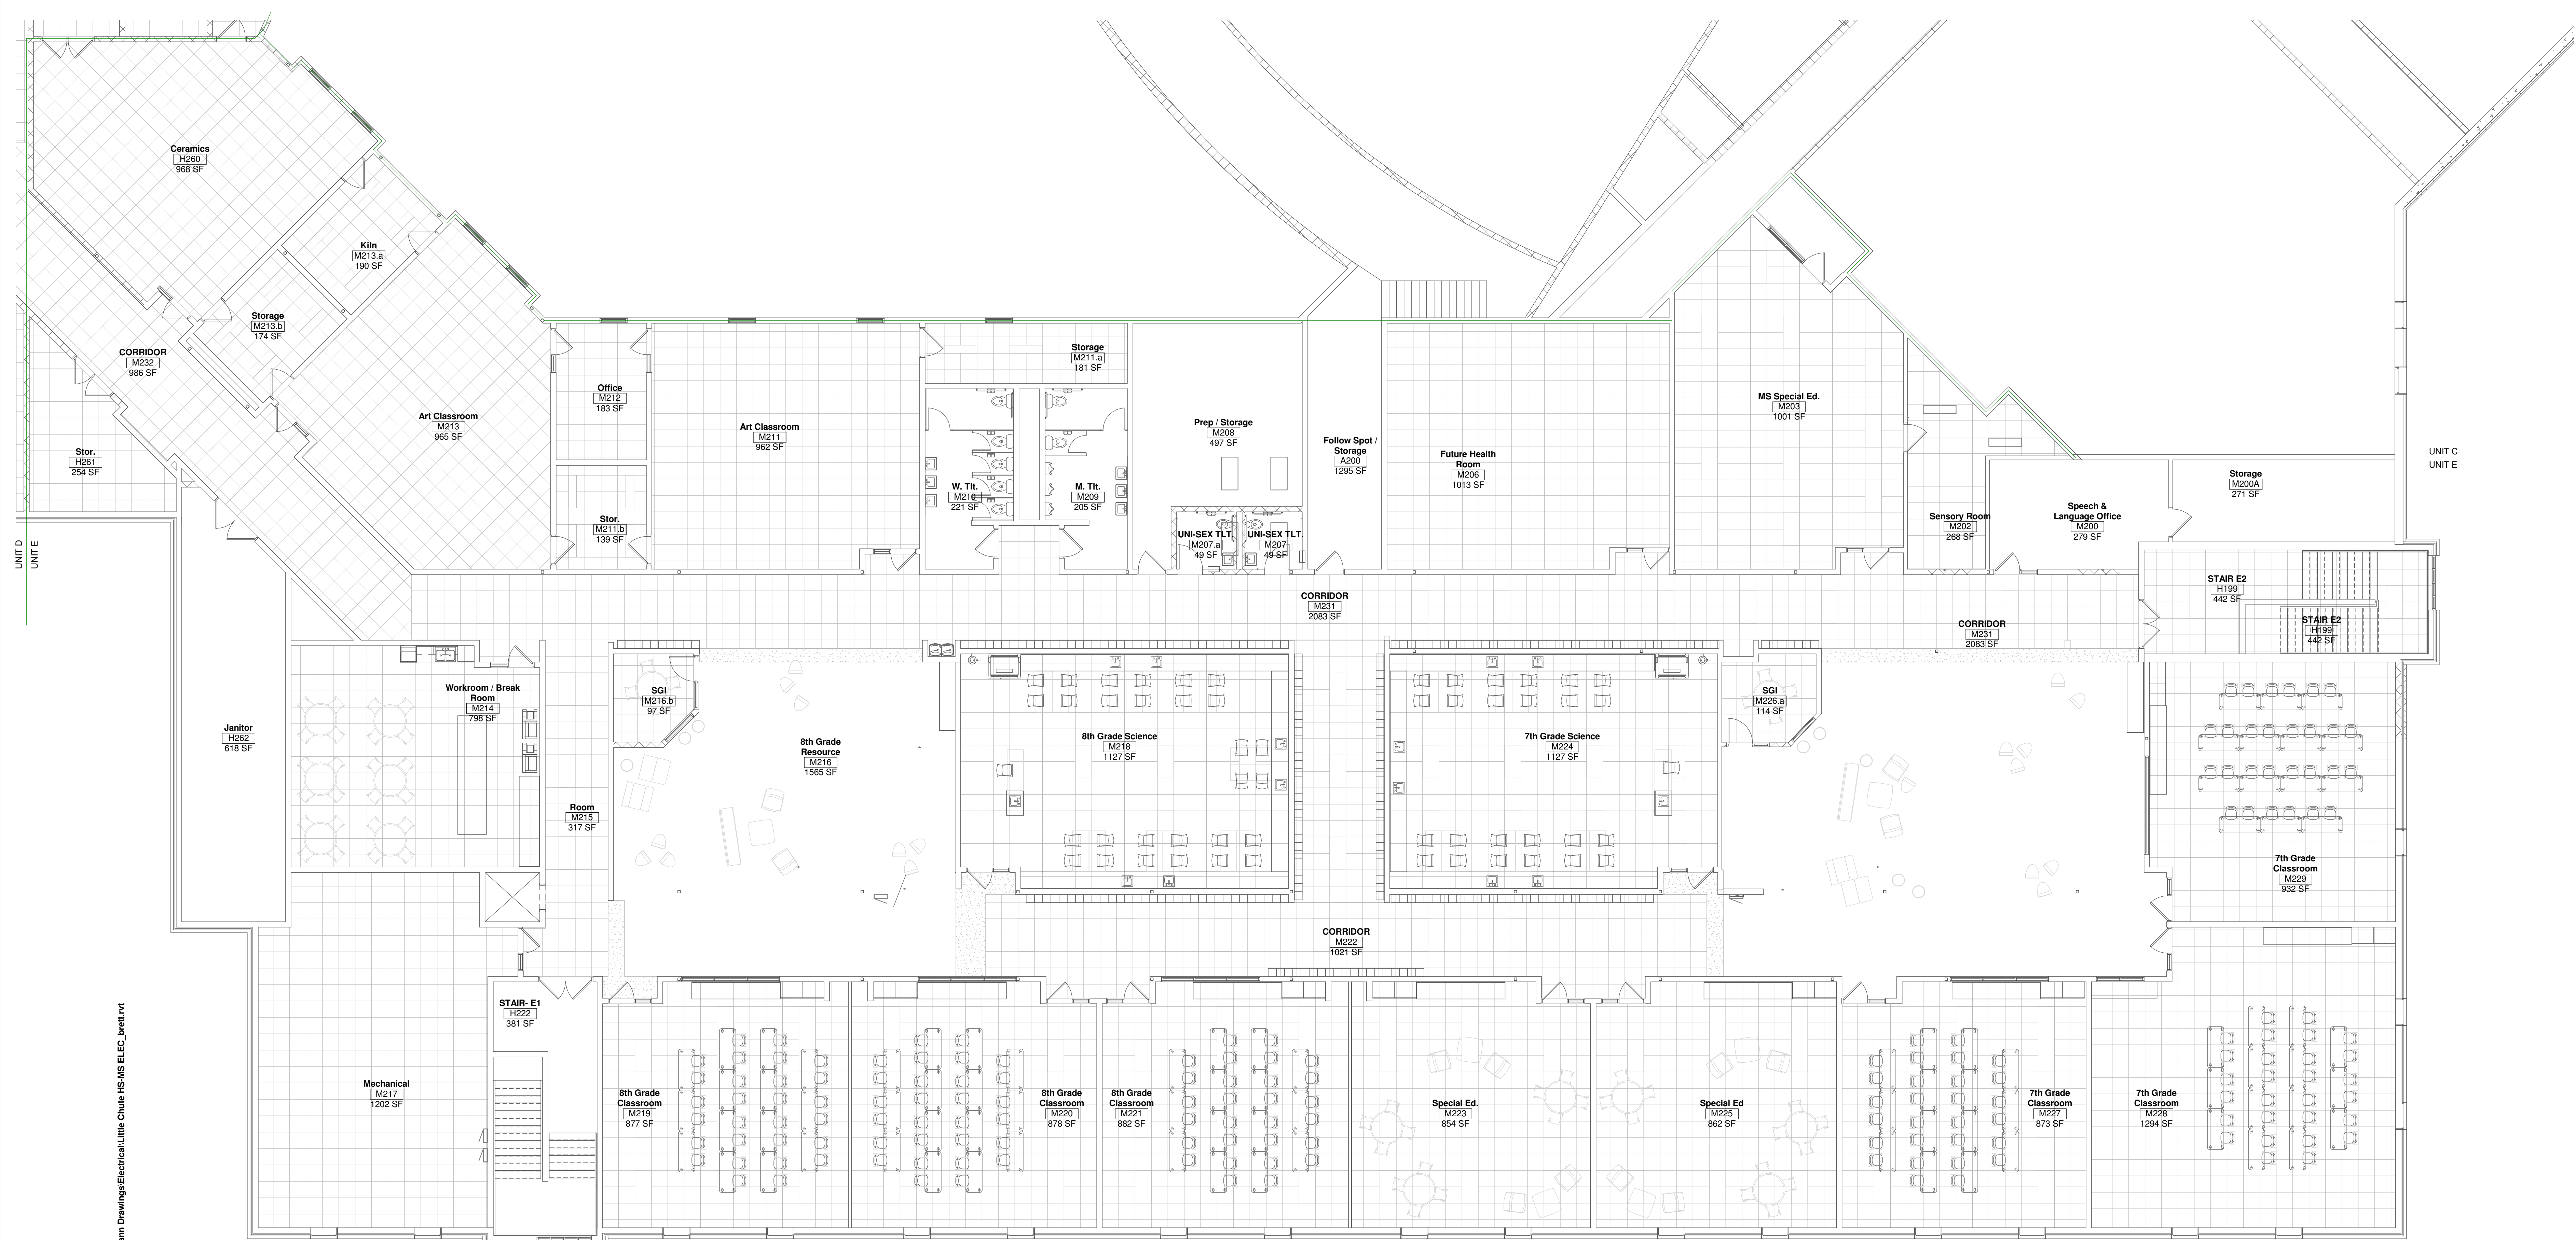 Ceramics
H260
968 SF
Kiln
M213.a
190 SF
Storage
M213.b
174 SF
CORRIDOR
M232
986 SF
Stor.
H261
254 SF
UNIT D
UNIT E
Art Classroom
M213
965 SF
Office
M212
183 SF
Stor.
M211.b
139 SF
Art Classroom
M211
962 SF
Storage
M211.a
181 SF
W. Tlt.
M210
221 SF
M. Tlt.
M209
205 SF
Prep / Storage
M208
497 SF
UNI-SEX TLT.
M207.a
49 SF
UNI-SEX TLT.
M207
49 SF
Follow Spot /
Storage
A200
1295 SF
Future Health
Room
M206
1013 SF
MS Special Ed.
M203
1001 SF
Sensory Room
M202
268 SF
Speech &
Language Office
M200
279 SF
Storage
M200A
271 SF
UNIT C
UNIT E
STAIR E2
H199
442 SF
STAIR E2
H199
442 SF
CORRIDOR
M231
2083 SF
CORRIDOR
M231
2083 SF
Janitor
H262
618 SF
Workroom / Break
Room
M214
798 SF
Room
M215
317 SF
SGI
M216.b
97 SF
8th Grade
Resource
M216
1565 SF
8th Grade Science
M218
1127 SF
7th Grade Science
M224
1127 SF
SGI
M226.a
114 SF
7th Grade
Classroom
M229
932 SF
CORRIDOR
M222
1021 SF
STAIR- E1
H222
381 SF
Mechanical
M217
1202 SF
8th Grade
Classroom
M219
877 SF
8th Grade
Classroom
M220
878 SF
8th Grade
Classroom
M221
882 SF
Special Ed.
M223
854 SF
Special Ed
M225
862 SF
7th Grade
Classroom
M227
873 SF
7th Grade
Classroom
M228
1294 SF
ann Drawings\Electrical\Little Chute HS-MS ELEC_brett.rvt